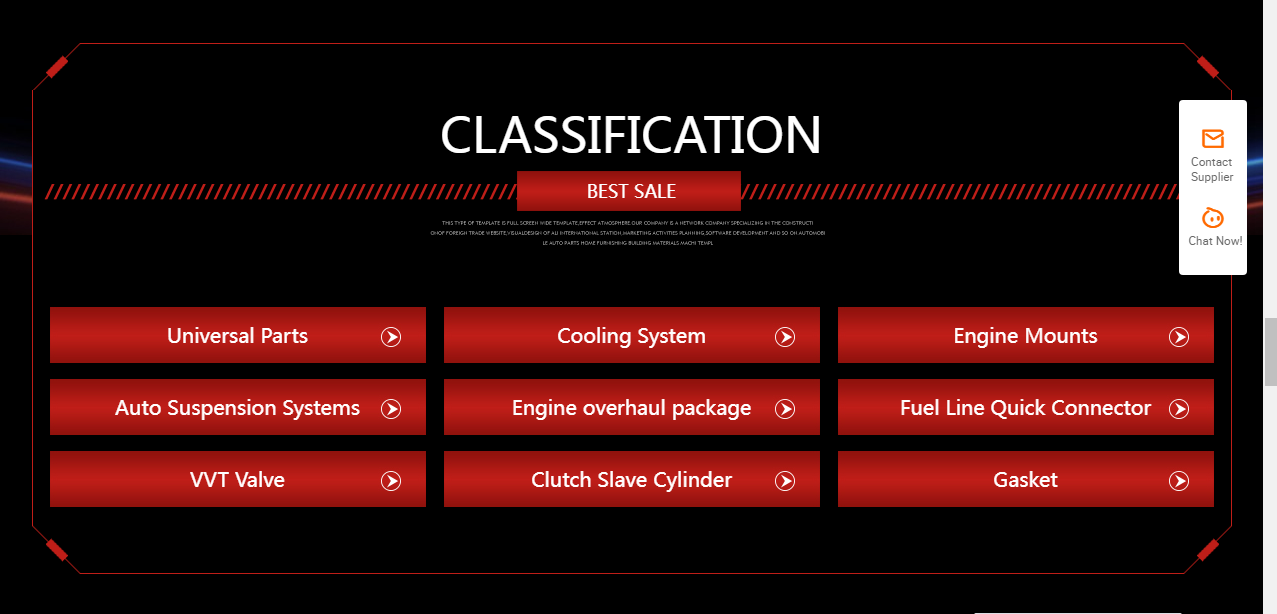 CLASSIFICATION
BEST SALE
THIS TYPE OF TEMPLATE IS FULL SCREEN WIDE TEMPLATE,EFFECT ATMOSPHERE.OUR COMPANY IS A NETWORK COMPANY SPECIALIZING IN THE CONSTRUCTI
ONOF FOREIGN TRADE WEBSITE,VISUALDESIGN OF ALI INTERNATIONAL STATION,MARKETING ACTIVITIES PLANNING,SOFTWARE DEVELOPMENT AND SO ON AUTOMOBI
LE AUTO PARTS HOME FURNISHING BUILDING MATERIALS MACHI TEMPL
Contact
Supplier
Chat Now!
Universal Parts
Cooling System
Engine Mounts
Auto Suspension Systems
Engine overhaul package
Fuel Line Quick Connector
VVT Valve
Clutch Slave Cylinder
Gasket